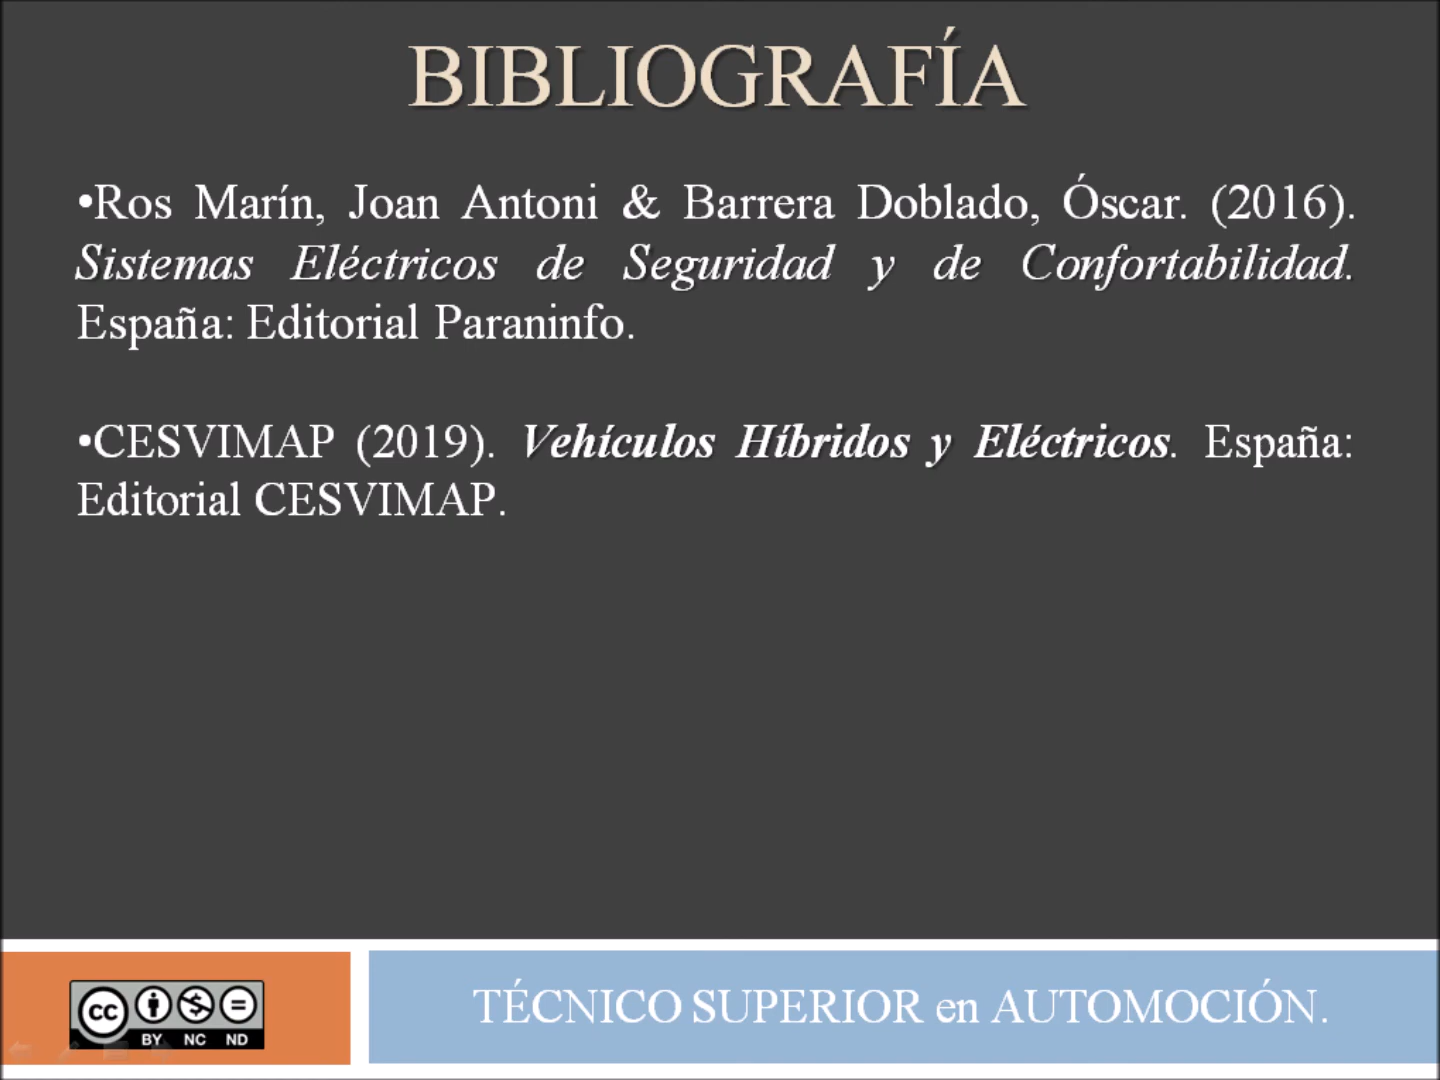 BIBLIOGRAFÍA
•Ros Marín, Joan Antoni & Barrera Doblado, Óscar. (2016).
Sistemas Eléctricos de Seguridad y de Confortabilidad.
España: Editorial Paraninfo.
•CESVIMAP (2019). Vehículos Híbridos y Eléctricos. España:
Editorial CESVIMAP.
cc
BY NC ND
TÉCNICO SUPERIOR en AUTOMOCIÓN.